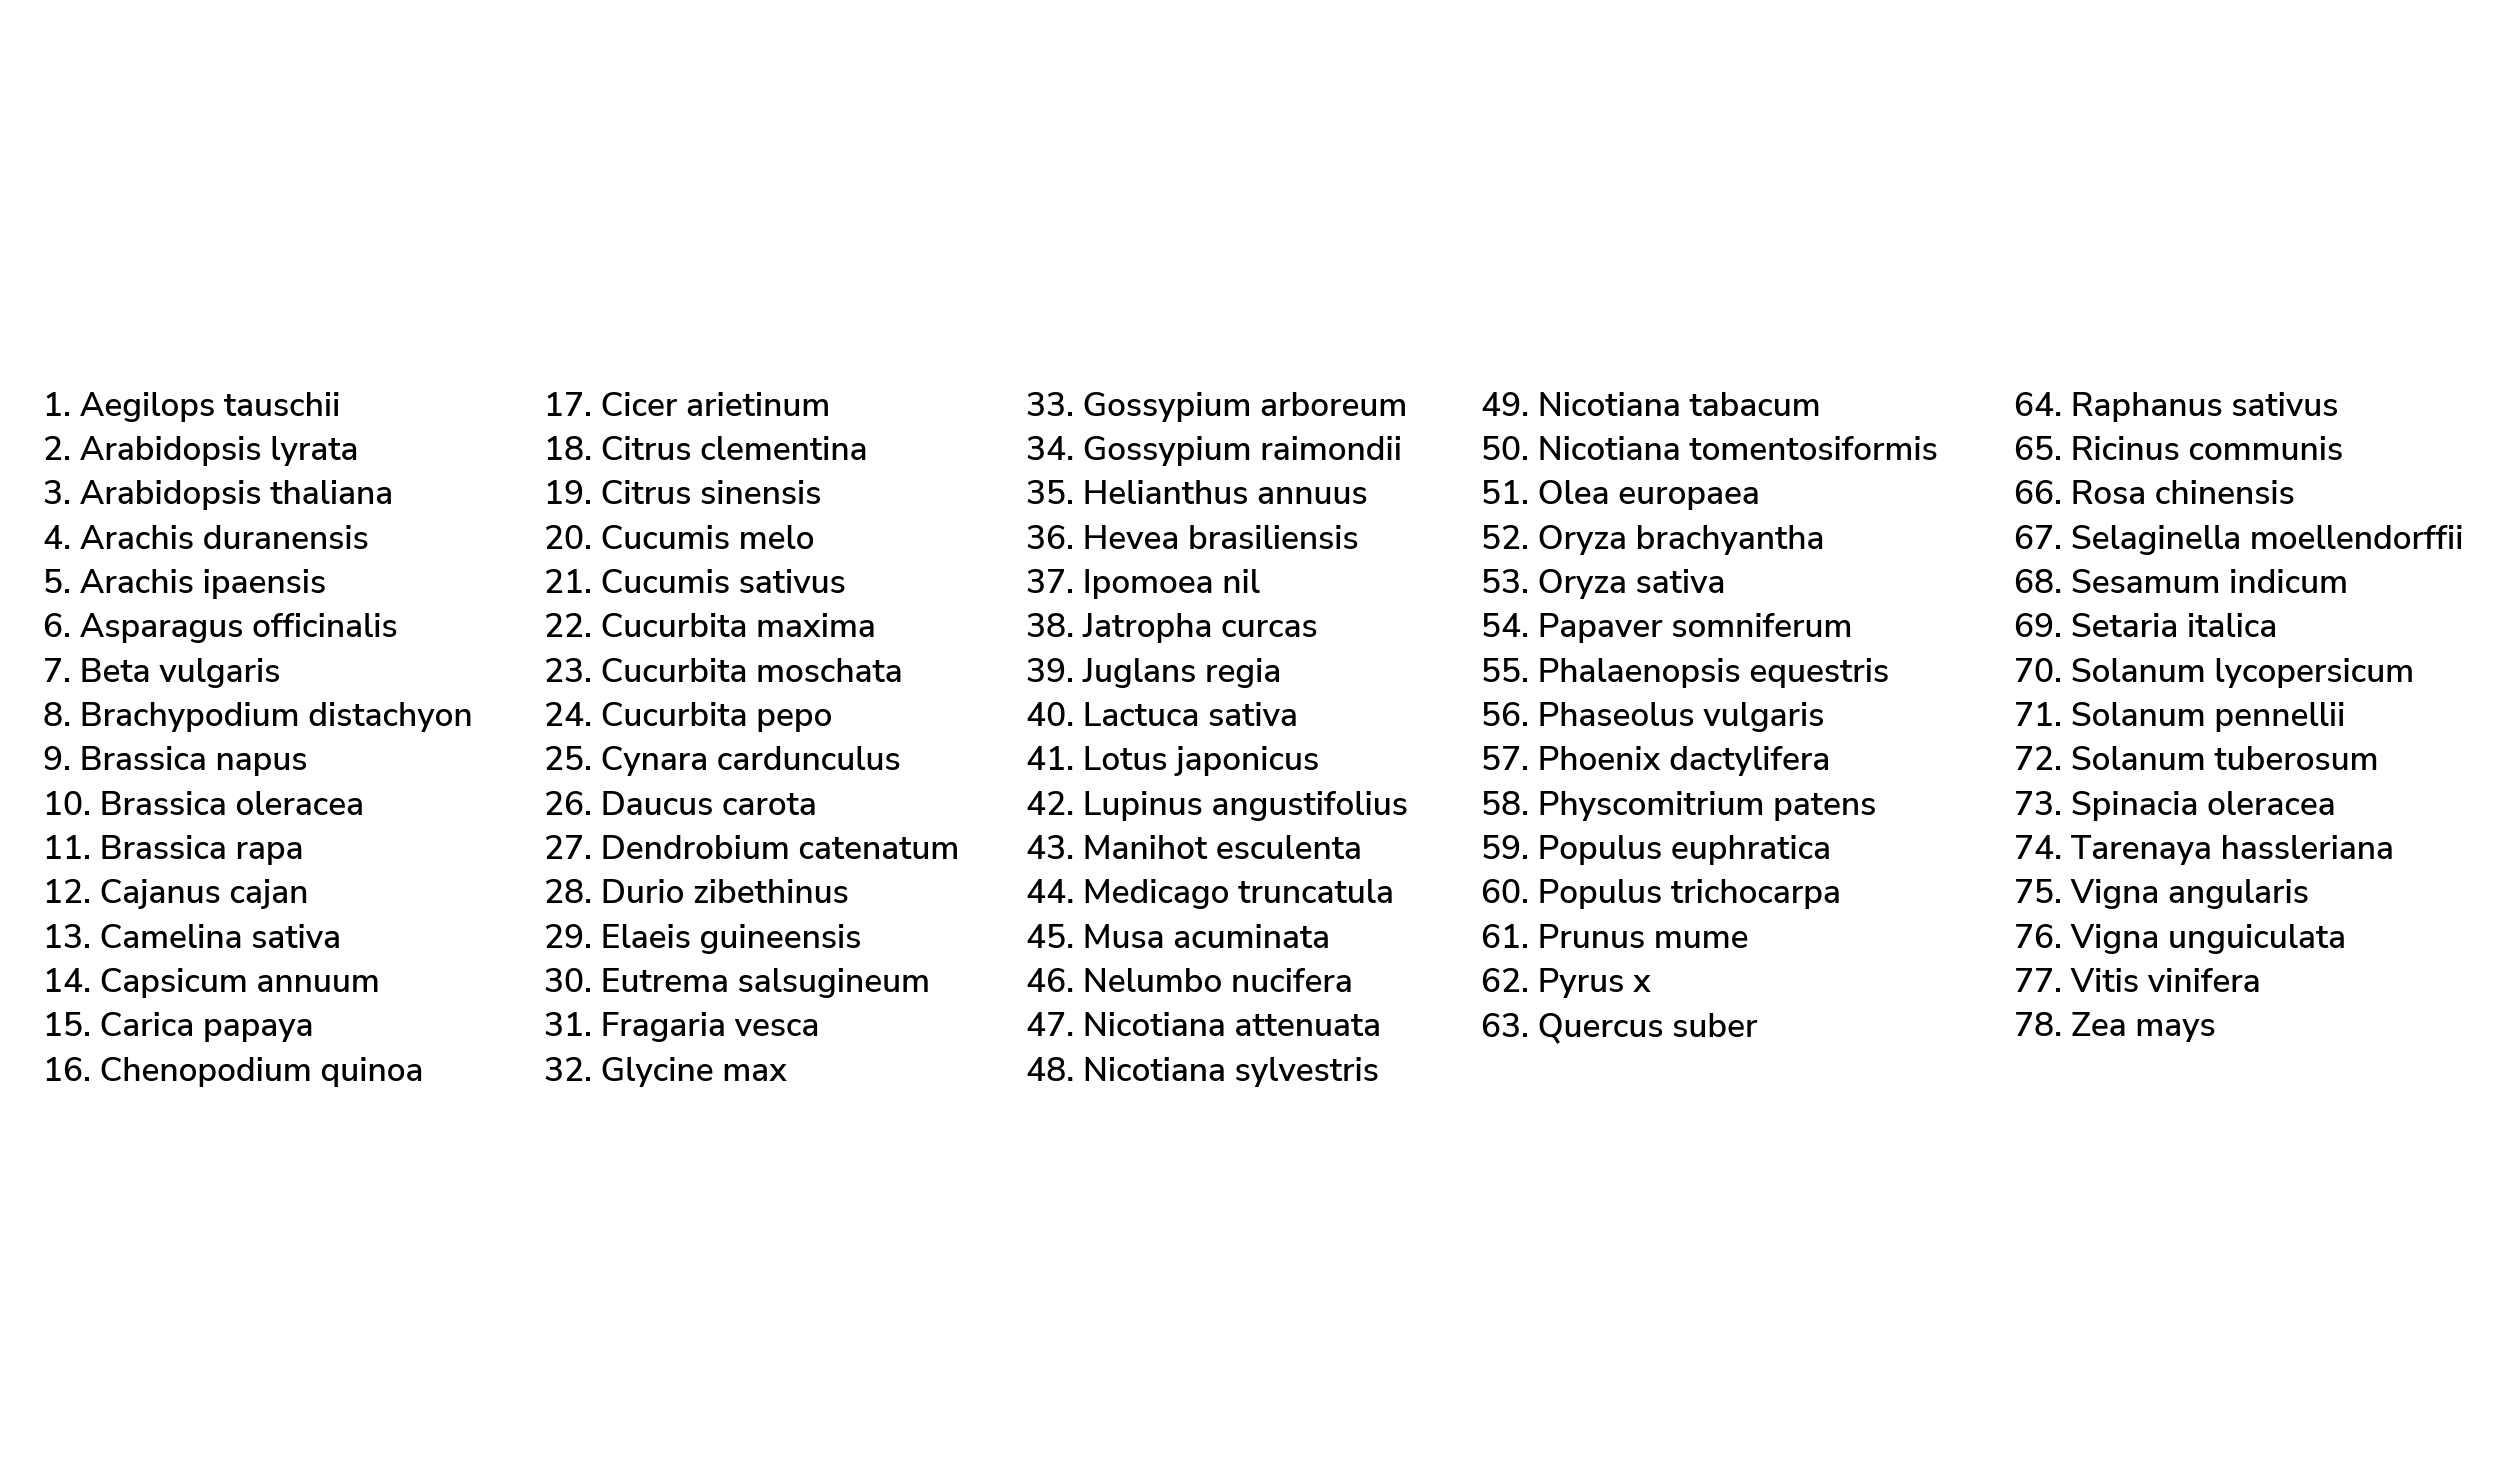 1. Aegilops tauschii
2. Arabidopsis lyrata
3. Arabidopsis thaliana
4. Arachis duranensis
5. Arachis ipaensis
6. Asparagus officinalis
7. Beta vulgaris
8. Brachypodium distachyon
9. Brassica napus
10. Brassica oleracea
11. Brassica rapa
12. Cajanus cajan
13. Camelina sativa
14. Capsicum annuum
15. Carica papaya
16. Chenopodium quinoa
17. Cicer arietinum
18. Citrus clementina
19. Citrus sinensis
20. Cucumis melo
21. Cucumis sativus
22. Cucurbita maxima
23. Cucurbita moschata
24. Cucurbita pepo
25. Cynara cardunculus
26. Daucus carota
27. Dendrobium catenatum
28. Durio zibethinus
29. Elaeis guineensis
30. Eutrema salsugineum
31. Fragaria vesca
32. Glycine max
33. Gossypium arboreum
34. Gossypium raimondii
35. Helianthus annuus
36. Hevea brasiliensis
37. Ipomoea nil
38. Jatropha curcas
39. Juglans regia
40. Lactuca sativa
41. Lotus japonicus
42. Lupinus angustifolius
43. Manihot esculenta
44. Medicago truncatula
45. Musa acuminata
46. Nelumbo nucifera
47. Nicotiana attenuata
48. Nicotiana sylvestris
49. Nicotiana tabacum
50. Nicotiana tomentosiformis
51. Olea europaea
52. Oryza brachyantha
53. Oryza sativa
54. Papaver somniferum
55. Phalaenopsis equestris
56. Phaseolus vulgaris
57. Phoenix dactylifera
58. Physcomitrium patens
59. Populus euphratica
60. Populus trichocarpa
61. Prunus mume
62. Pyrus x
63. Quercus suber
64. Raphanus sativus
65. Ricinus communis
66. Rosa chinensis
67. Selaginella moellendorffii
68. Sesamum indicum
69. Setaria italica
70. Solanum lycopersicum
71. Solanum pennellii
72. Solanum tuberosum
73. Spinacia oleracea
74. Tarenaya hassleriana
75. Vigna angularis
76. Vigna unguiculata
77. Vitis vinifera
78. Zea mays